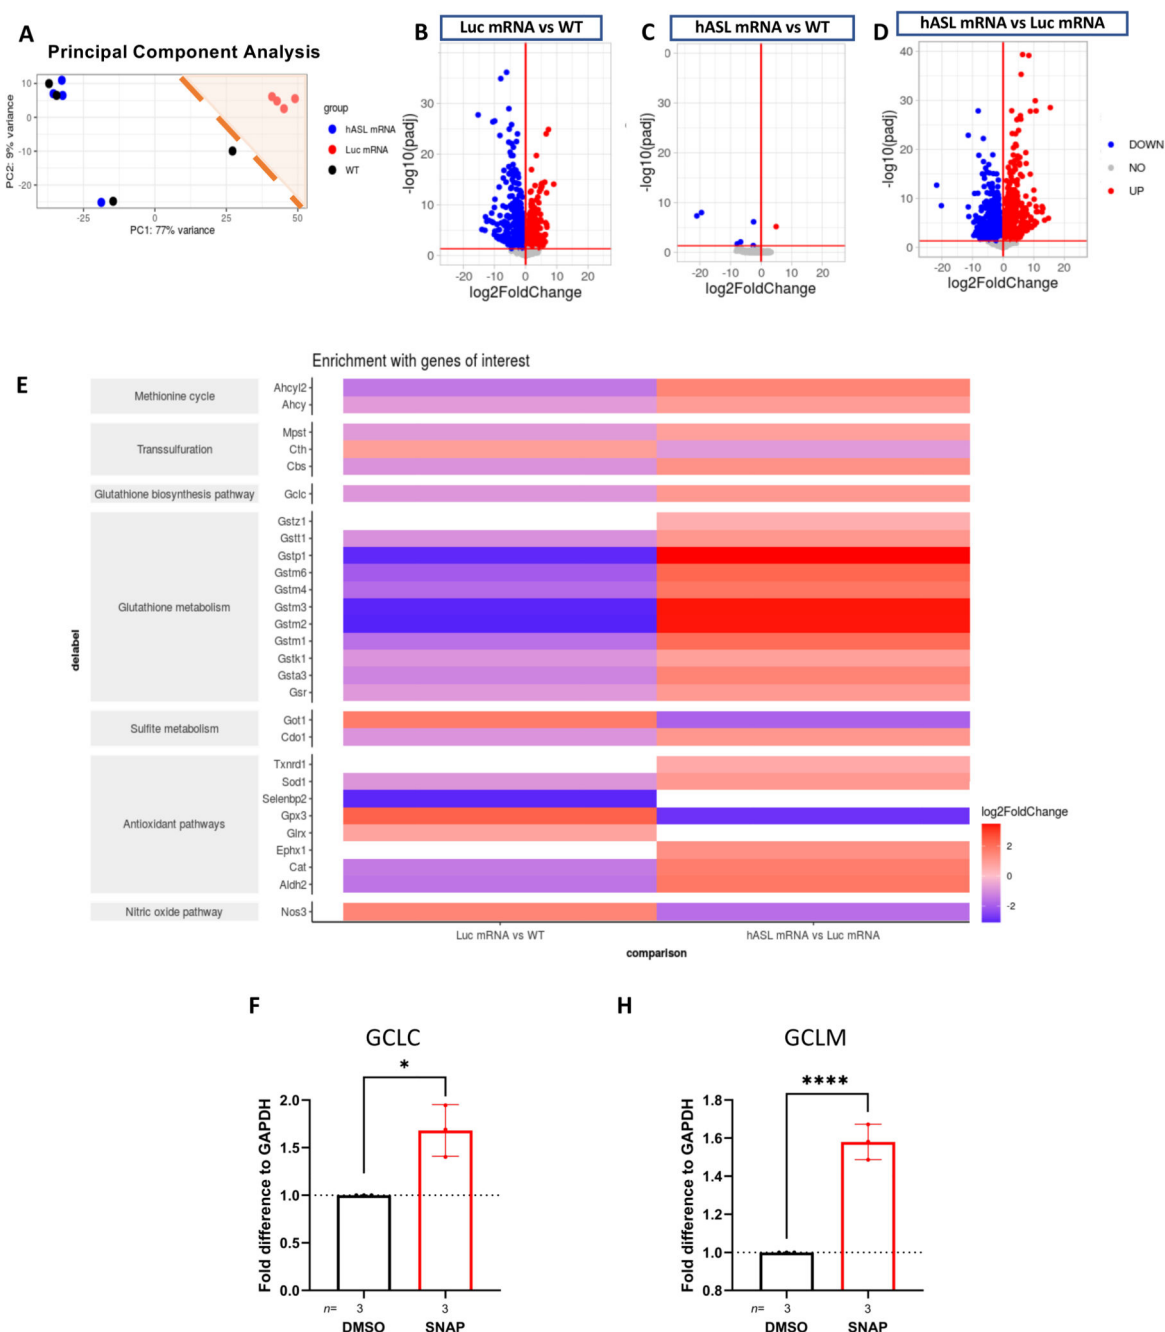 A
Principal Component Analysis
PC2: 9% variance
10
0
-10
-20
-25
0
25
50
PC1: 77% variance
group
hASL mRNA
Luc mRNA
WT
B
Luc mRNA vs WT
-log10(padj)
30
20
10
0
-20
-10
0
10
20
log2FoldChange
C
hASL mRNA vs WT
-log10(padj)
0
30
20
10
0
-20
-10
0
10
20
log2FoldChange
D
hASL mRNA vs Luc mRNA
-log10(padj)
40
30
20
10
0
-20
-10
0
10
20
log2FoldChange
DOWN
NO
UP
E
Enrichment with genes of interest
delabel
Methionine cycle
Ahcyl2
Ahcy
Transsulfuration
Mpst
Cth
Cbs
Glutathione biosynthesis pathway
Gclc
Glutathione metabolism
Gstz1
Gstt1
Gstp1
Gstm6
Gstm4
Gstm3
Gstm2
Gstm1
Gstk1
Gsta3
Gsr
Sulfite metabolism
Got1
Cdo1
Antioxidant pathways
Txnrd1
Sod1
Selenbp2
Gpx3
Glrx
Ephx1
Cat
Aldh2
Nitric oxide pathway
Nos3
Luc mRNA vs WT
hASL mRNA vs Luc mRNA
comparison
log2FoldChange
2
0
-2
F
GCLC
*
Fold difference to GAPDH
2.0
1.5
1.0
0.5
0.0
n= 3 3
DMSO SNAP
H
GCLM
****
Fold difference to GAPDH
1.8
1.6
1.4
1.2
1.0
0.8
n= 3 3
DMSO SNAP